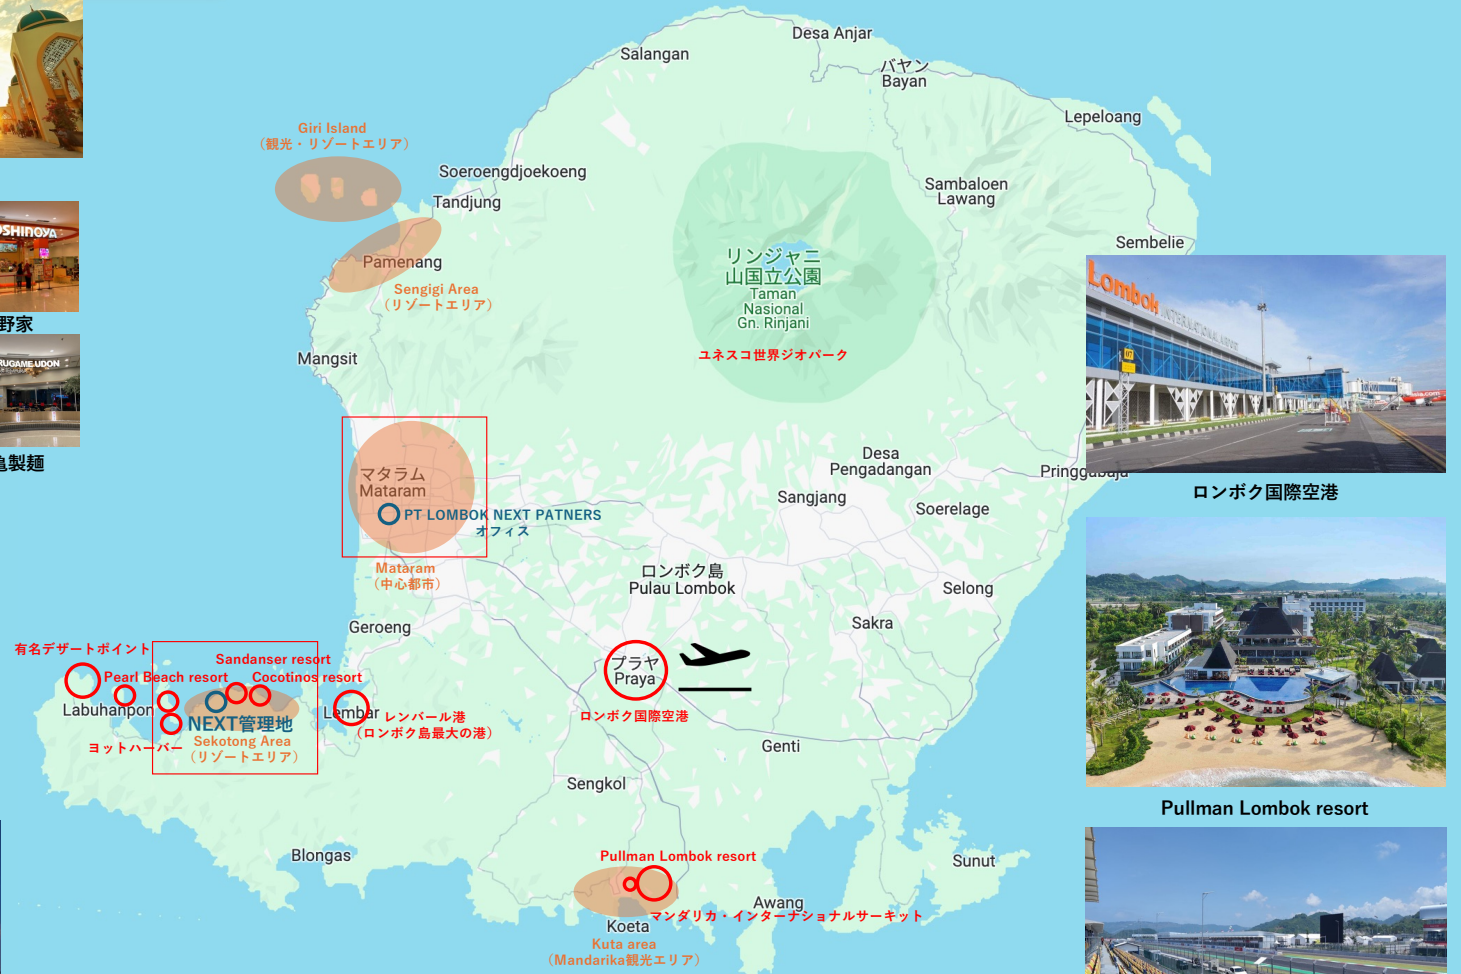 Desa Anjar
Salangan
バヤン
Bayan
Lepeloang
Giri Island
（観光・リゾートエリア）
Soeroengdjoekoeng
Tandjung
Sambaloen
Lawang
Sembelie
Pamenang
Sengigi Area
（リゾートエリア）
リンジャニ
山国立公園
Taman
Nasional
Gn. Rinjani
ユネスコ世界ジオパーク
Mangsit
OSHINOYA
野家
RUGAME UDON
亀製麺
Lombok
INTERNATIONAL AIRPORT
ロンボク国際空港
マタラム
Mataram
PT LOMBOK NEXT PATNERS
オフィス
Mataram
（中心都市）
Desa
Pengadangan
Pringgabaja
Sangjang
Soerelage
ロンボク島
Pulau Lombok
Selong
Sakra
Geroeng
有名デザートポイント
Sandanser resort
Pearl Beach resort
Cocotinos resort
Labuhanpon
NEXT管理地
ヨットハーバー
Sekotong Area
（リゾートエリア）
Lembar
レンバール港
（ロンボク島最大の港）
プラヤ
Praya
ロンボク国際空港
Genti
Sengkol
Blongas
Pullman Lombok resort
Pullman Lombok resort
Sunut
Awang
マンダリカ・インターナショナルサーキット
Koeta
Kuta area
（Mandarika観光エリア）